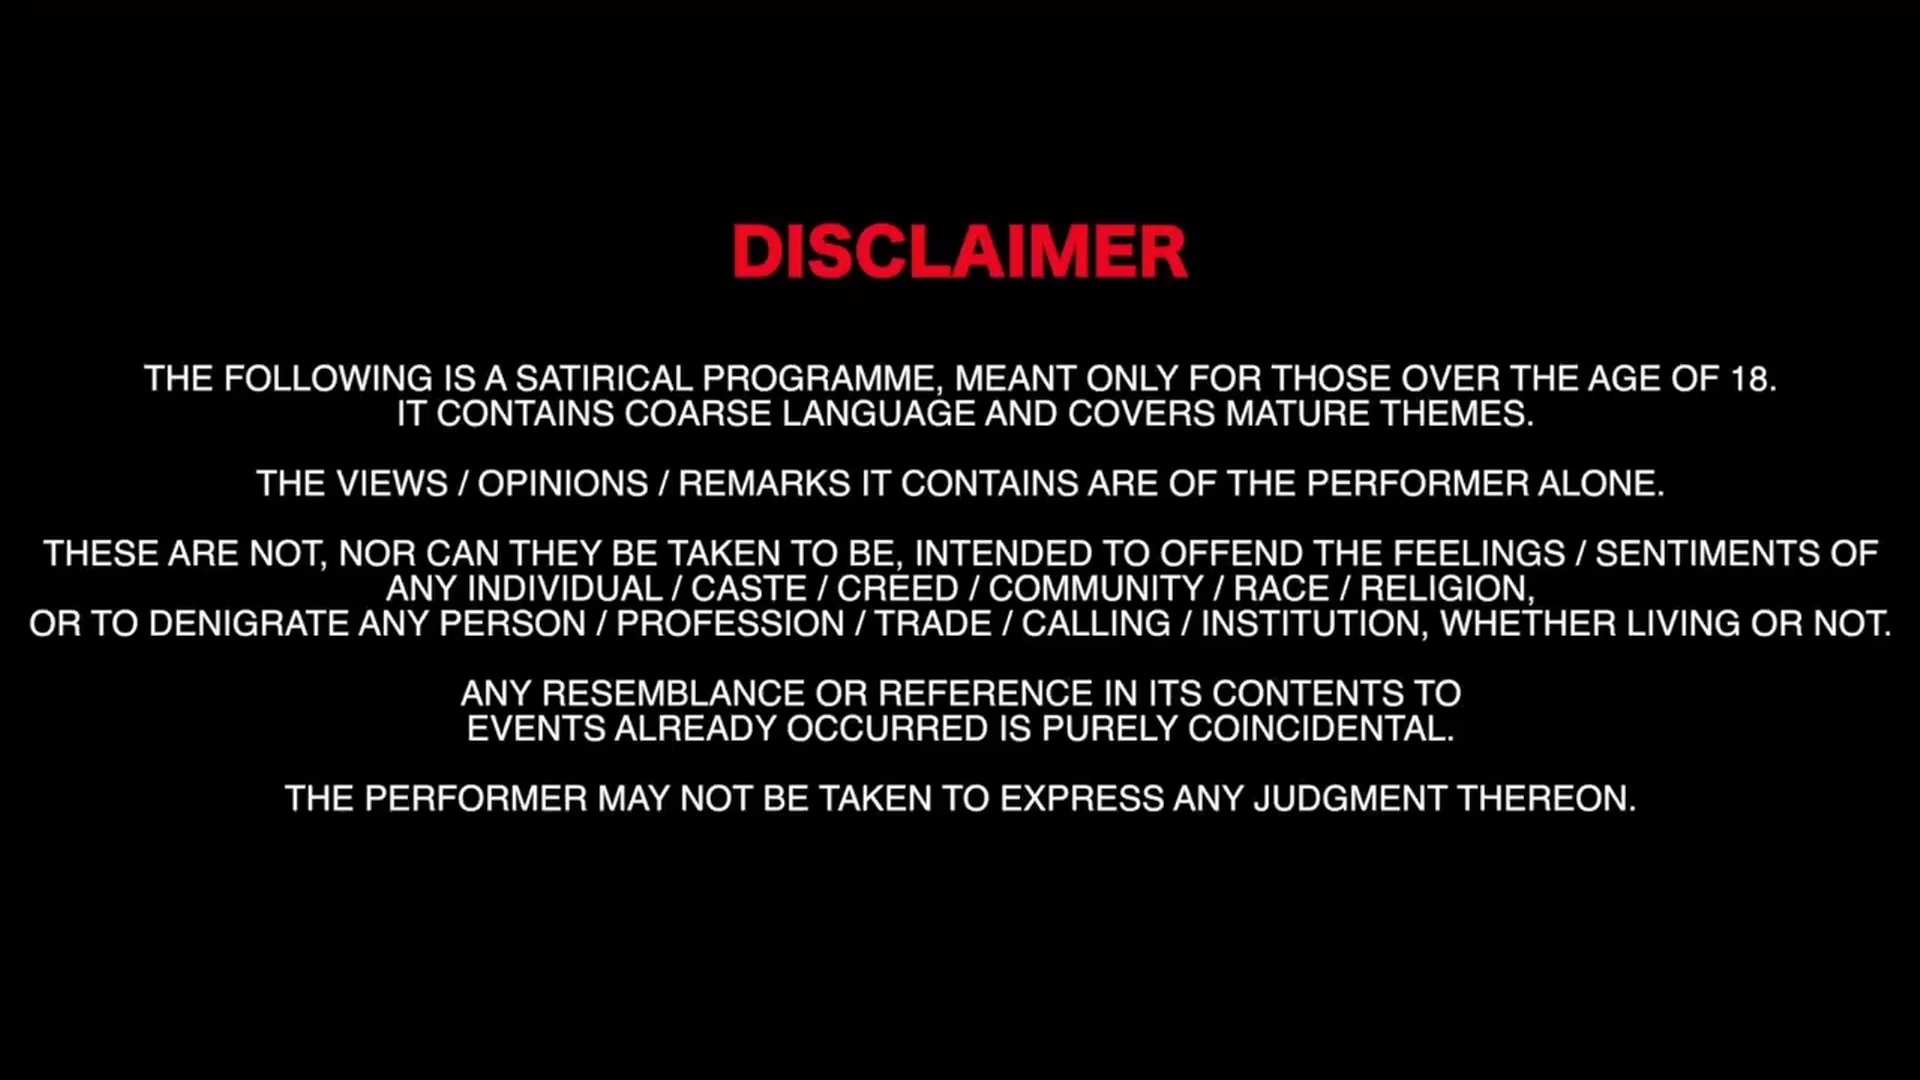 DISCLAIMER
THE FOLLOWING IS A SATIRICAL PROGRAMME, MEANT ONLY FOR THOSE OVER THE AGE OF 18.
IT CONTAINS COARSE LANGUAGE AND COVERS MATURE THEMES.
THE VIEWS / OPINIONS / REMARKS IT CONTAINS ARE OF THE PERFORMER ALONE.
THESE ARE NOT, NOR CAN THEY BE TAKEN TO BE, INTENDED TO OFFEND THE FEELINGS / SENTIMENTS OF
ANY INDIVIDUAL / CASTE / CREED / COMMUNITY / RACE / RELIGION,
OR TO DENIGRATE ANY PERSON / PROFESSION / TRADE / CALLING / INSTITUTION, WHETHER LIVING OR NOT.
ANY RESEMBLANCE OR REFERENCE IN ITS CONTENTS TO
EVENTS ALREADY OCCURRED IS PURELY COINCIDENTAL.
THE PERFORMER MAY NOT BE TAKEN TO EXPRESS ANY JUDGMENT THEREON.